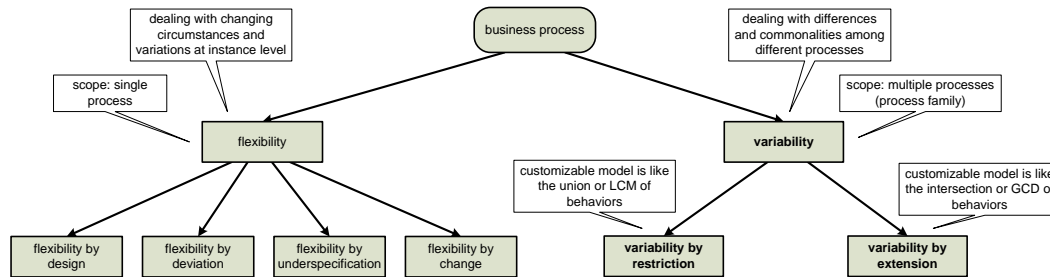 dealing with changing
circumstances and
variations at instance level
business process
dealing with differences
and commonalities among
different processes
scope: single
process
scope: multiple processes
(process family)
flexibility
variability
customizable model is like
the union or LCM of
behaviors
customizable model is like
the intersection or GCD of
behaviors
flexibility by
design
flexibility by
deviation
flexibility by
underspecification
flexibility by
change
variability by
restriction
variability by
extension